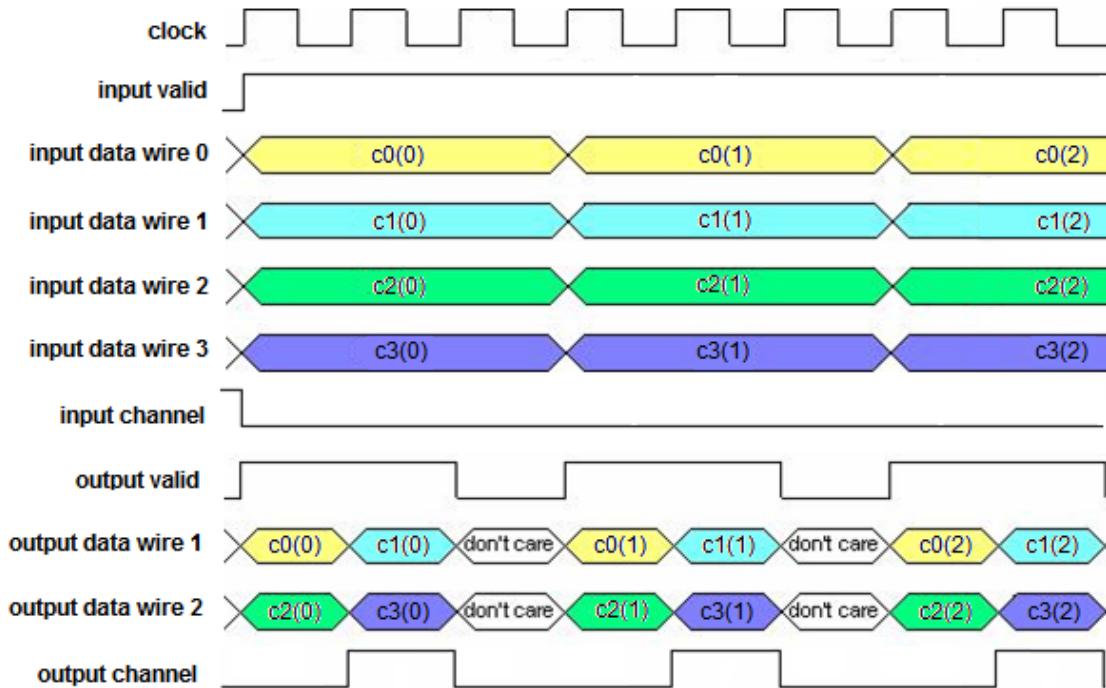 clock
input valid
input data wire 0 c0(0) c0(1) c0(2)
input data wire 1 c1(0) c1(1) c1(2)
input data wire 2 c2(0) c2(1) c2(2)
input data wire 3 c3(0) c3(1) c3(2)
input channel
output valid
output data wire 1 c0(0) c1(0) don't care c0(1) c1(1) don't care c0(2) c1(2)
output data wire 2 c2(0) c3(0) don't care c2(1) c3(1) don't care c2(2) c3(2)
output channel